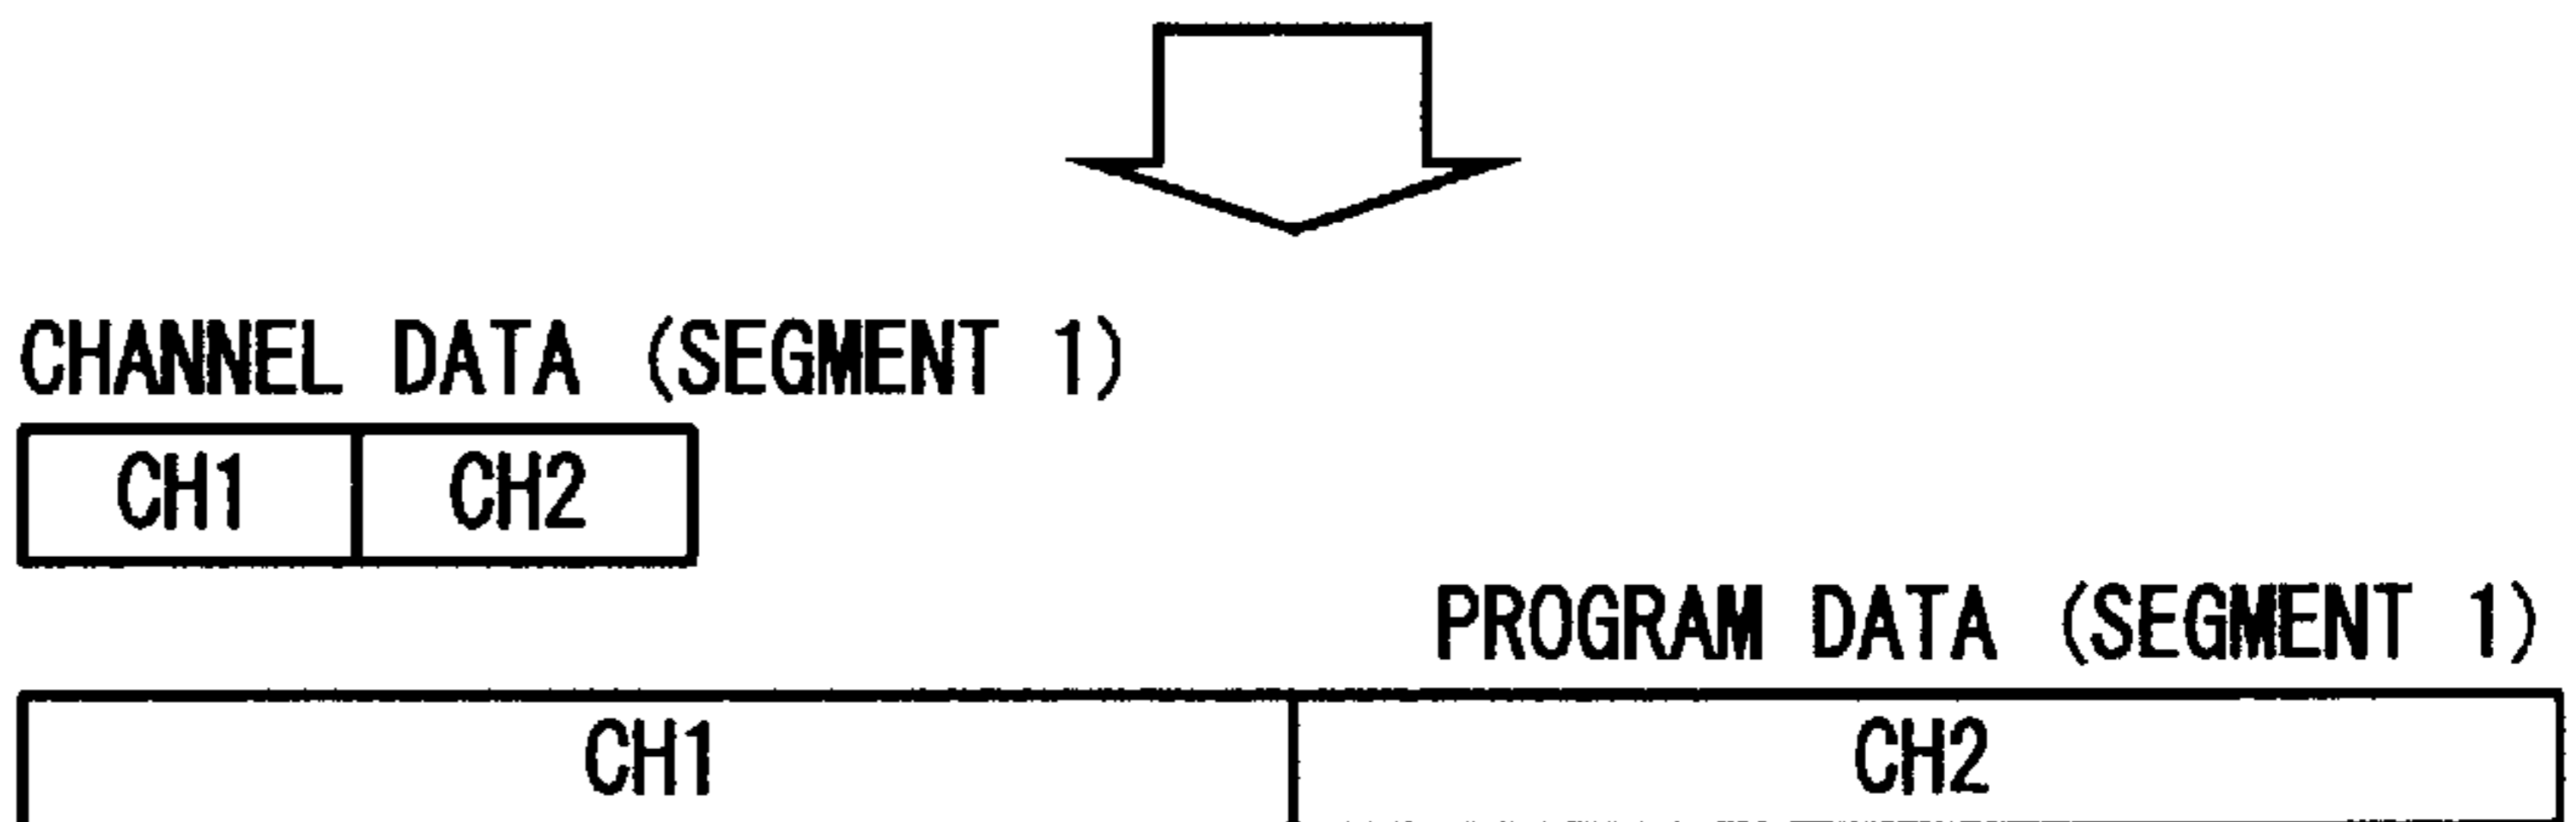 CHANNEL DATA (SEGMENT 1)
CH1 CH2
PROGRAM DATA (SEGMENT 1)
CH1 CH2